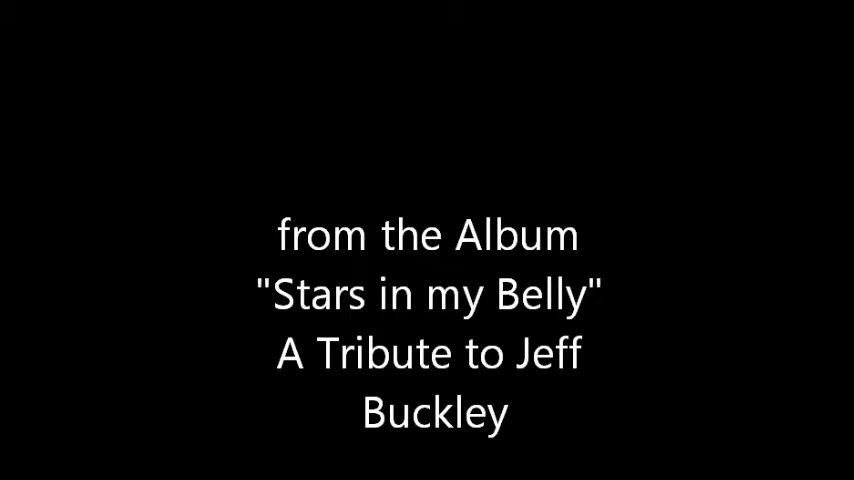 from the Album
"Stars in my Belly"
A Tribute to Jeff
Buckley